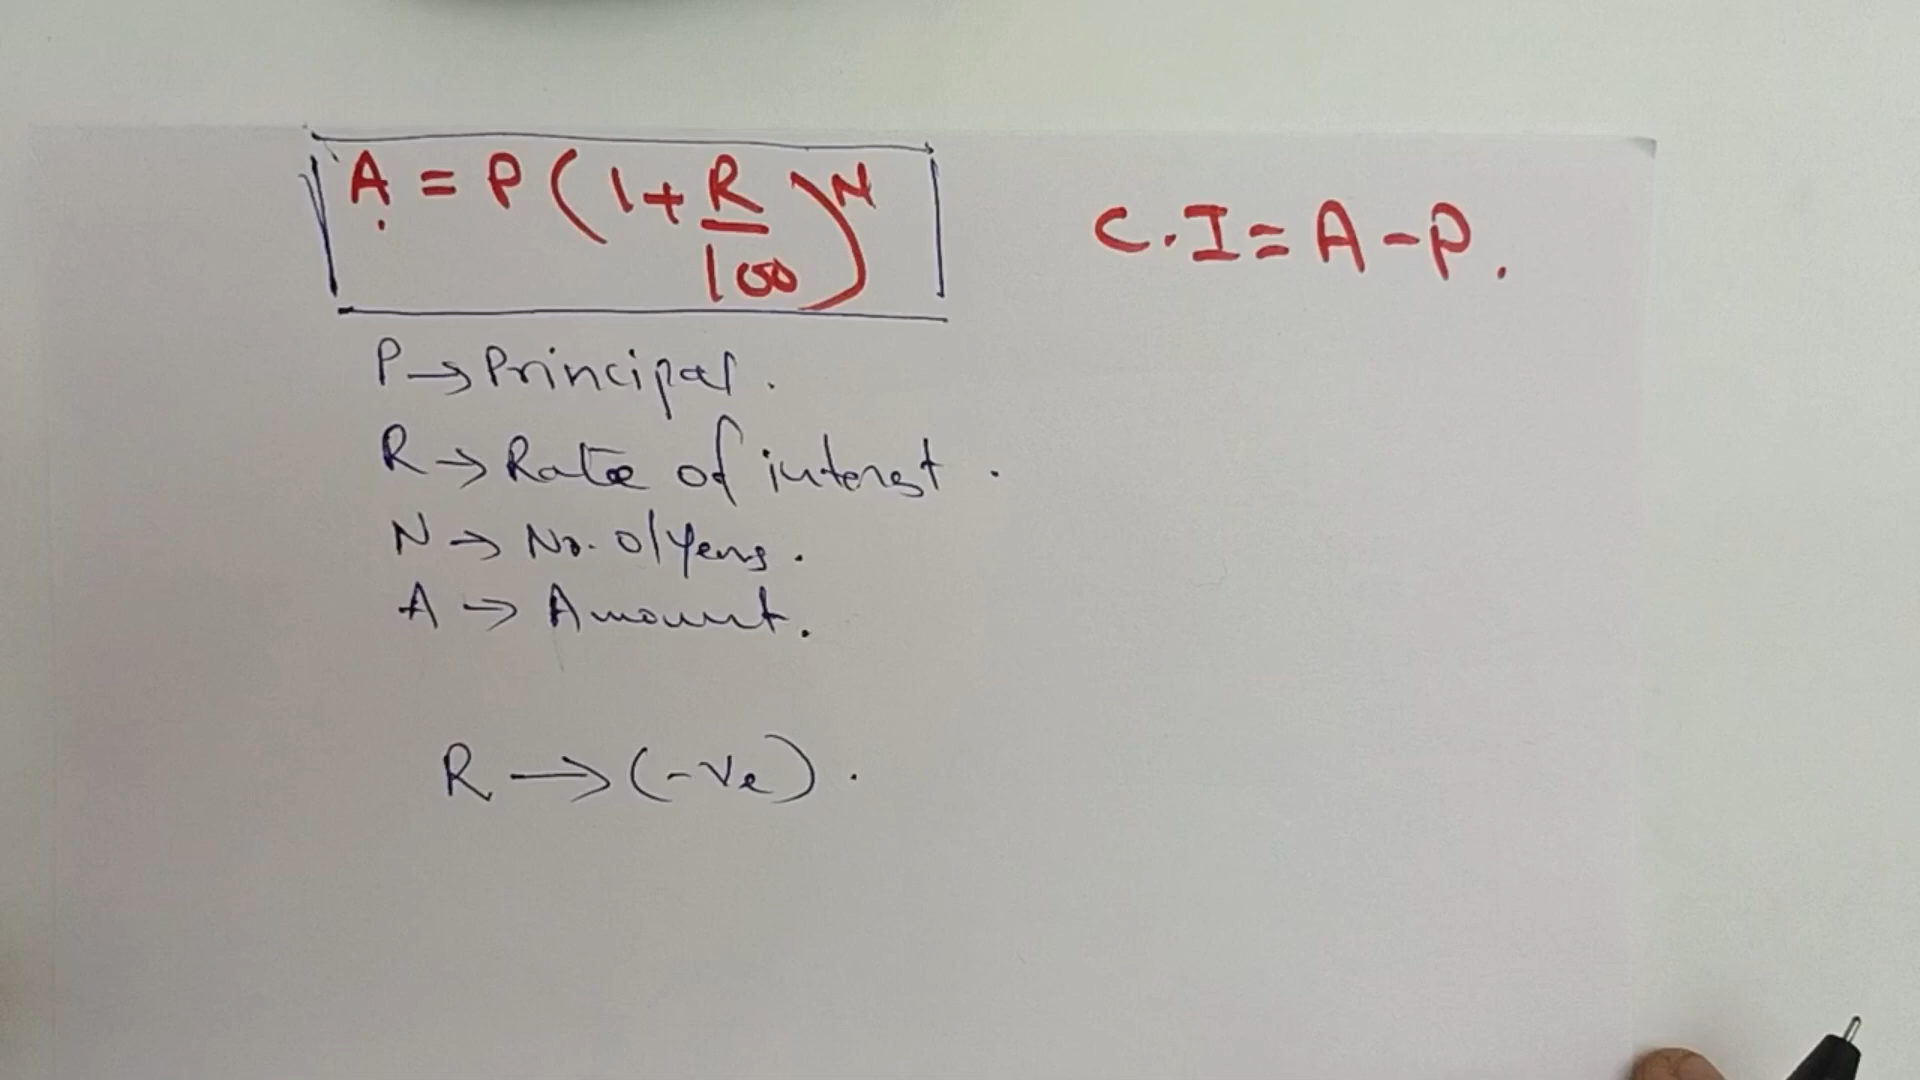 A = P(1+R/100)^N
C.I = A-P.
P→Principal.
R→Rate of interest.
N→No. of Years.
A→Amount.
R→(-ve).